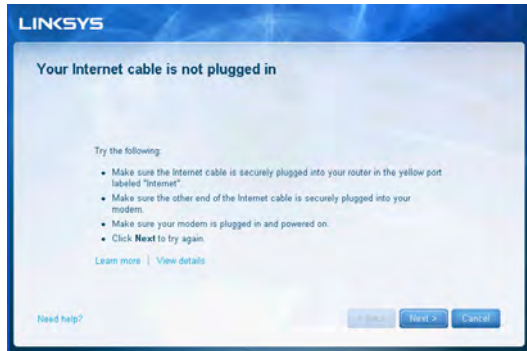 LINKSYS
Your Internet cable is not plugged in
Try the following:
• Make sure the Internet cable is securely plugged into your router in the yellow port
labeled "Internet".
• Make sure the other end of the Internet cable is securely plugged into your
modem.
• Make sure your modem is plugged in and powered on.
• Click Next to try again.
Learn more | View details
Need help? < Back Next > Cancel